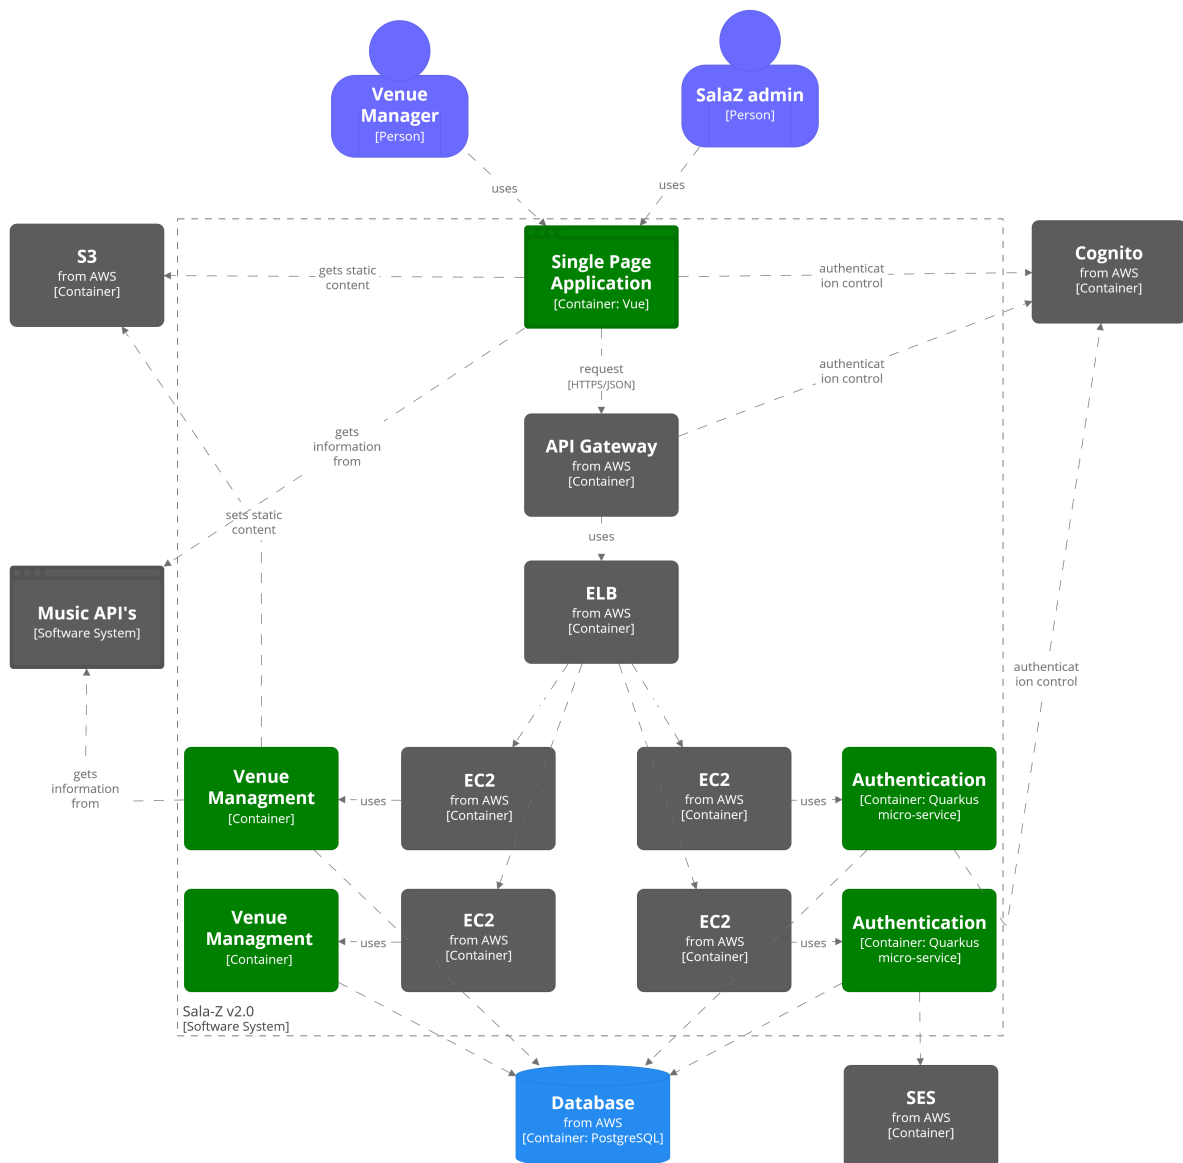 Venue
Manager
[Person]
SalaZ admin
[Person]
uses
uses
S3
from AWS
[Container]
gets static
content
Single Page
Application
[Container: Vue]
authenticat
ion control
Cognito
from AWS
[Container]
request
[HTTPS/JSON]
authenticat
ion control
gets
information
from
API Gateway
from AWS
[Container]
sets static
content
uses
Music API's
[Software System]
ELB
from AWS
[Container]
authenticat
ion control
gets
information
from
Venue
Managment
[Container]
uses
EC2
from AWS
[Container]
EC2
from AWS
[Container]
uses
Authentication
[Container: Quarkus
micro-service]
Venue
Managment
[Container]
uses
EC2
from AWS
[Container]
EC2
from AWS
[Container]
uses
Authentication
[Container: Quarkus
micro-service]
Sala-Z v2.0
[Software System]
Database
from AWS
[Container: PostgreSQL]
SES
from AWS
[Container]